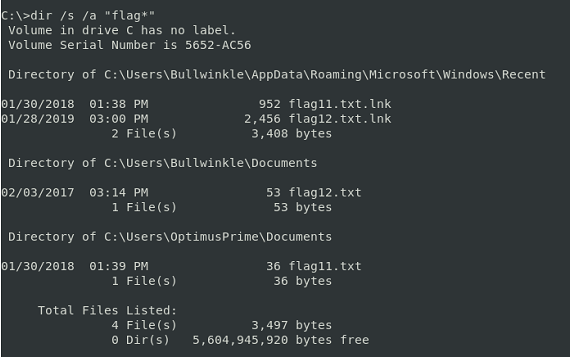 C:\>dir /s /a "flag*"
 Volume in drive C has no label.
 Volume Serial Number is 5652-AC56

 Directory of C:\Users\Bullwinkle\AppData\Roaming\Microsoft\Windows\Recent

01/30/2018  01:38 PM               952 flag11.txt.lnk
01/28/2019  03:00 PM             2,456 flag12.txt.lnk
               2 File(s)          3,408 bytes

 Directory of C:\Users\Bullwinkle\Documents

02/03/2017  03:14 PM                53 flag12.txt
               1 File(s)             53 bytes

 Directory of C:\Users\OptimusPrime\Documents

01/30/2018  01:39 PM                36 flag11.txt
               1 File(s)             36 bytes

     Total Files Listed:
               4 File(s)          3,497 bytes
               0 Dir(s)   5,604,945,920 bytes free